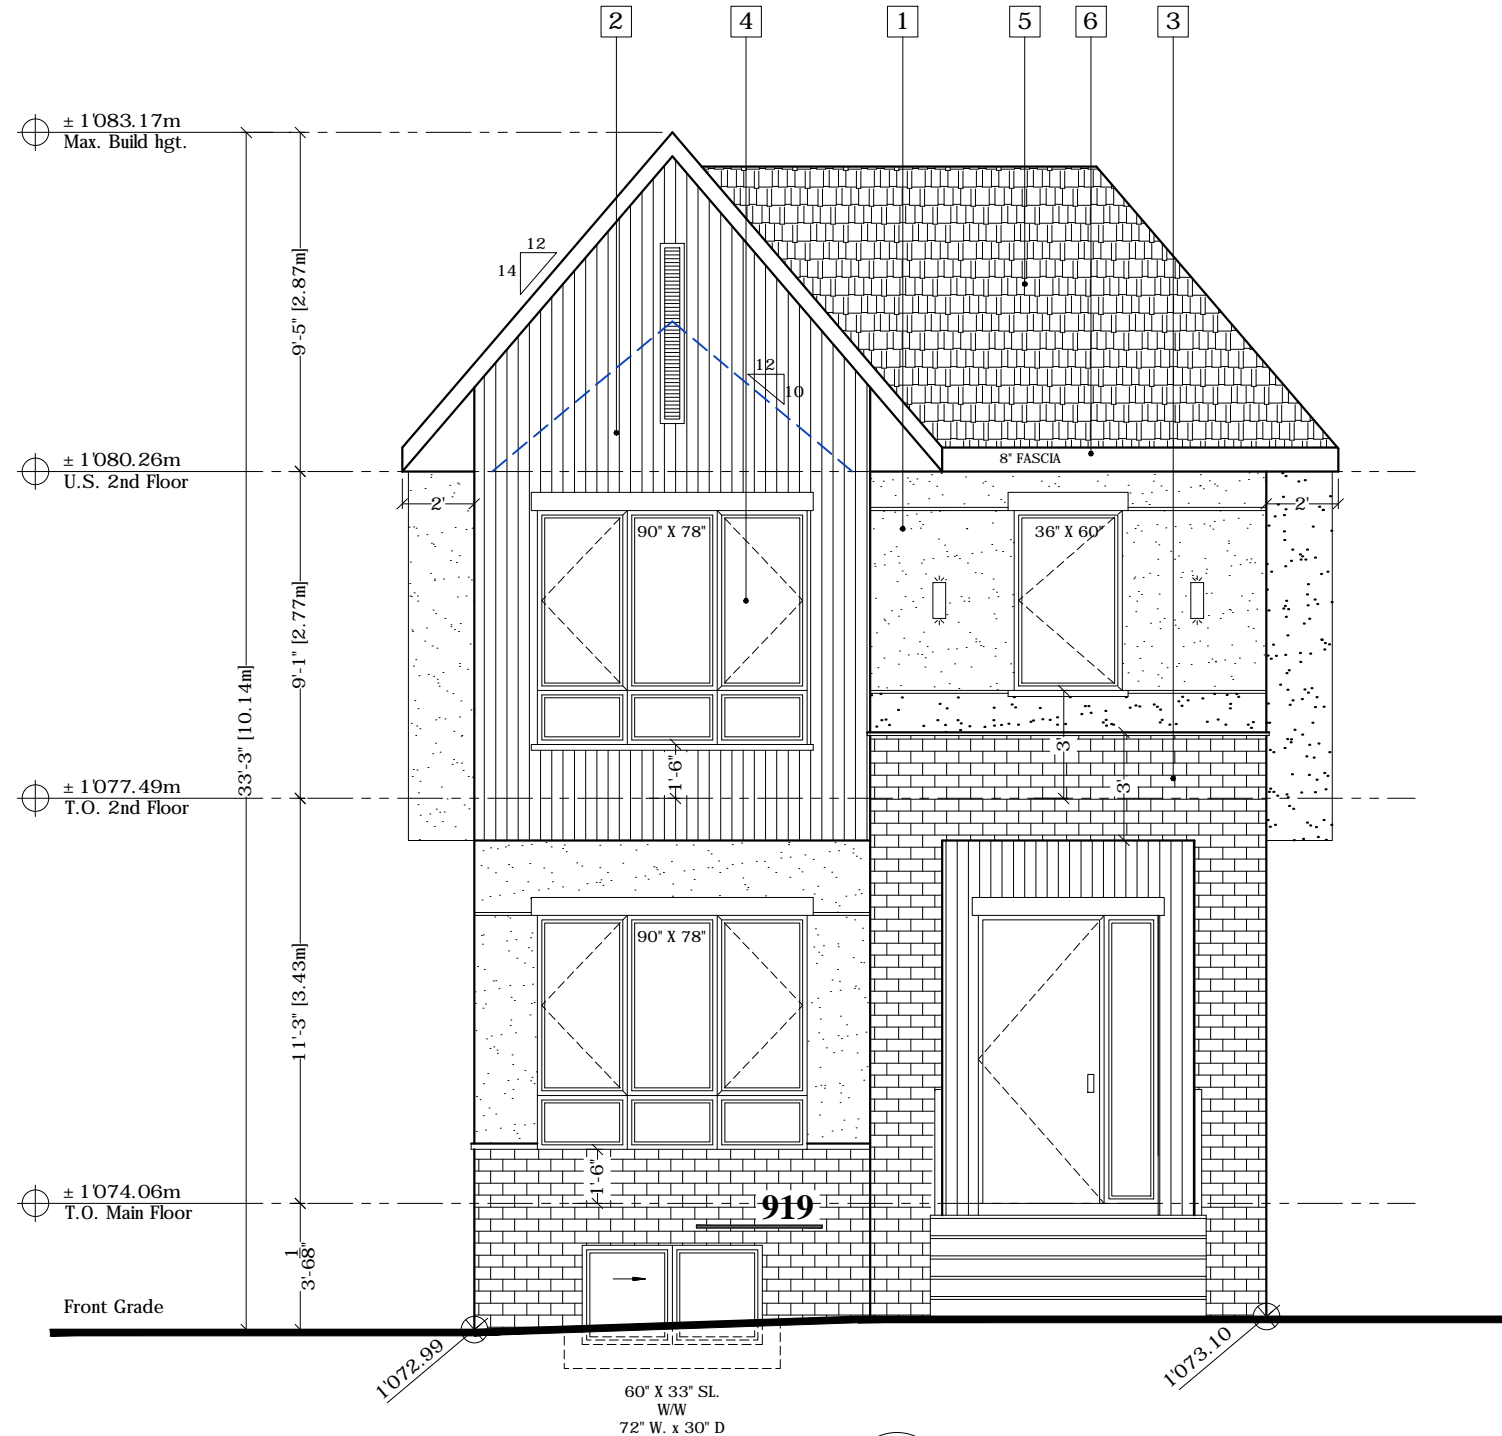 2
4
1
5
6
3
± 1'083.17m
Max. Build hgt.
12
14
9'-5" [2.87m]
12
10
± 1'080.26m
U.S. 2nd Floor
8" FASCIA
2'
2'
90" X 78"
36" X 60"
9'-1" [2.77m]
33'-3" [10.14m]
3'
1'-6"
3'
± 1'077.49m
T.O. 2nd Floor
90" X 78"
11'-3" [3.43m]
1'-6"
± 1'074.06m
T.O. Main Floor
919
3'-6 1/8"
Front Grade
1'072.99
1'073.10
60" X 33" SL.
W/W
72" W. x 30" D